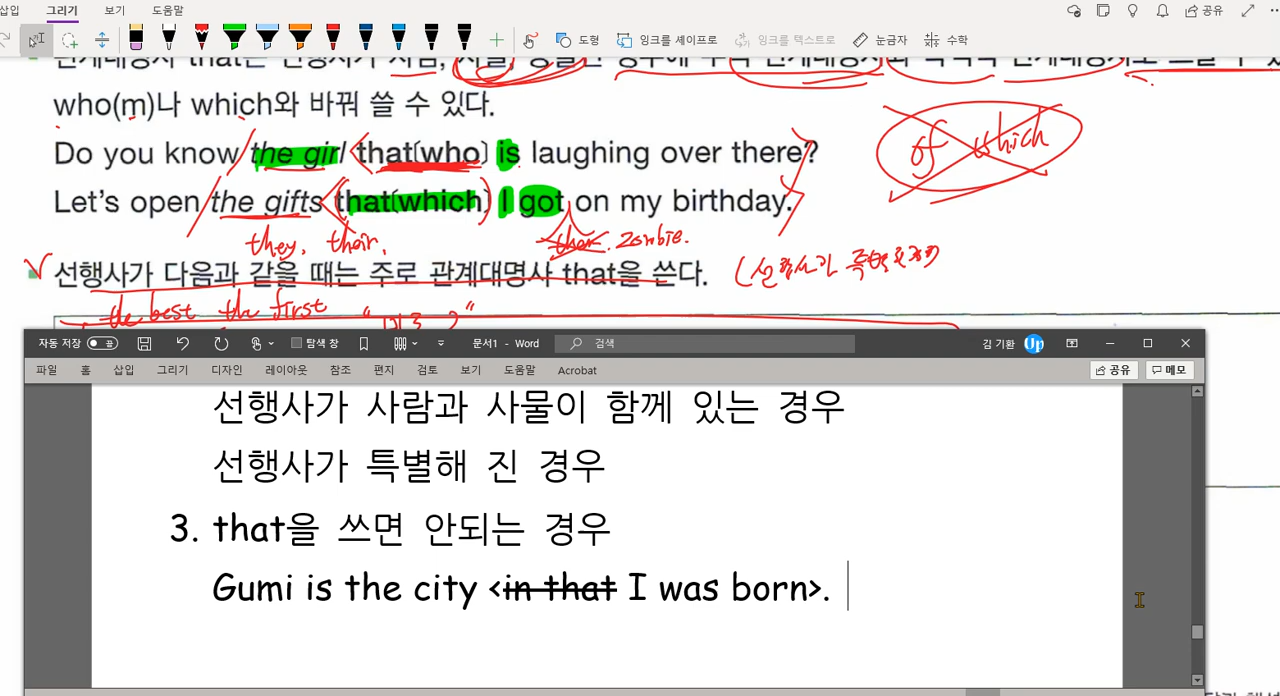 삽입 그리기 보기 도움말 공유
도형 잉크를 셰이프로 잉크를 텍스트로 눈금자 수학
who(m)나 which와 바꿔 쓸 수 있다.
of which
Do you know the girl that(who) is laughing over there?
Let's open the gifts that(which) I got on my birthday.
they, their, them. zombie.
선행사가 다음과 같을 때는 주로 관계대명사 that을 쓴다.
the best the first
자동 저장 탐색 창 문서1 - Word 검색 김 기환 Up
파일 홈 삽입 그리기 디자인 레이아웃 참조 편지 검토 보기 도움말 Acrobat 공유 메모
선행사가 사람과 사물이 함께 있는 경우
선행사가 특별해 진 경우
3. that을 쓰면 안되는 경우
Gumi is the city <in that I was born>.